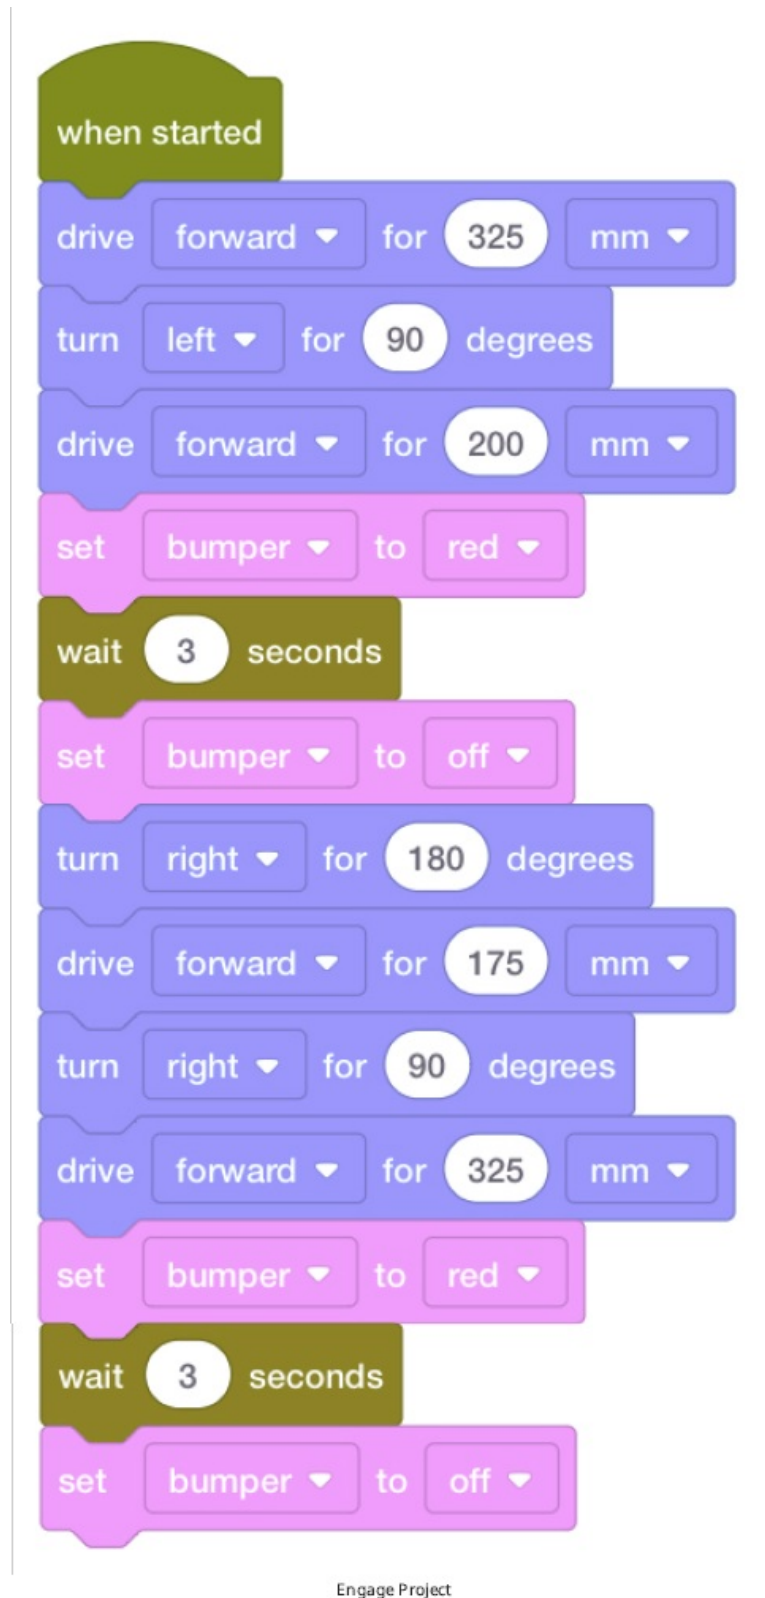 when started
drive forward for 325 mm
turn left for 90 degrees
drive forward for 200 mm
set bumper to red
wait 3 seconds
set bumper to off
turn right for 180 degrees
drive forward for 175 mm
turn right for 90 degrees
drive forward for 325 mm
set bumper to red
wait 3 seconds
set bumper to off
Engage Project